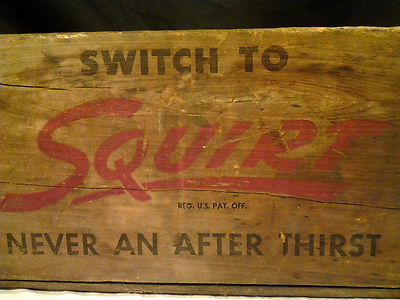 SWITCH TO
SQUIRT
REG. U.S. PAT. OFF.
NEVER AN AFTER THIRST